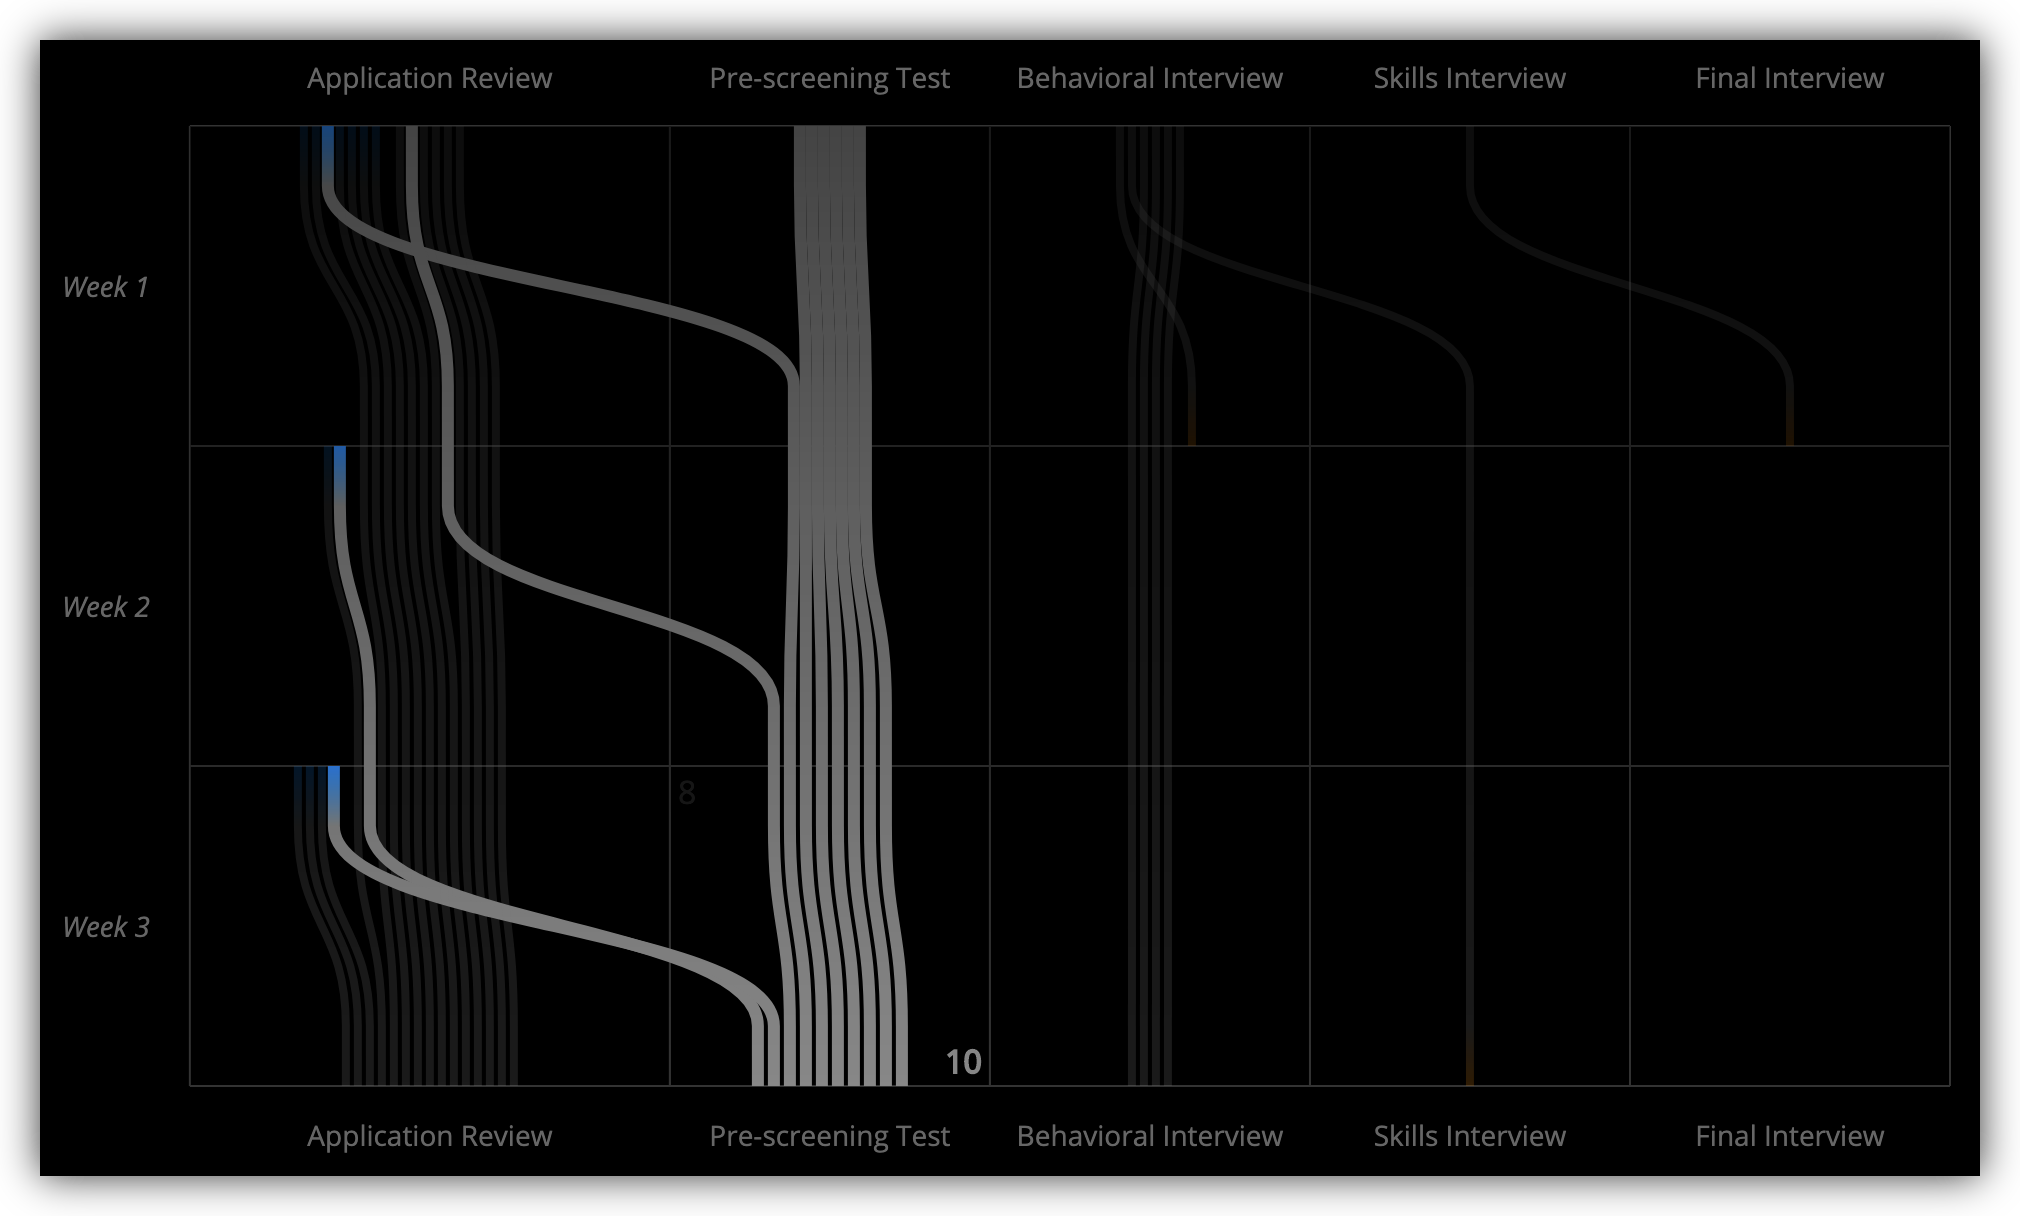 Application Review Pre-screening Test Behavioral Interview Skills Interview Final Interview
Week 1
Week 2
8
Week 3
10
Application Review Pre-screening Test Behavioral Interview Skills Interview Final Interview